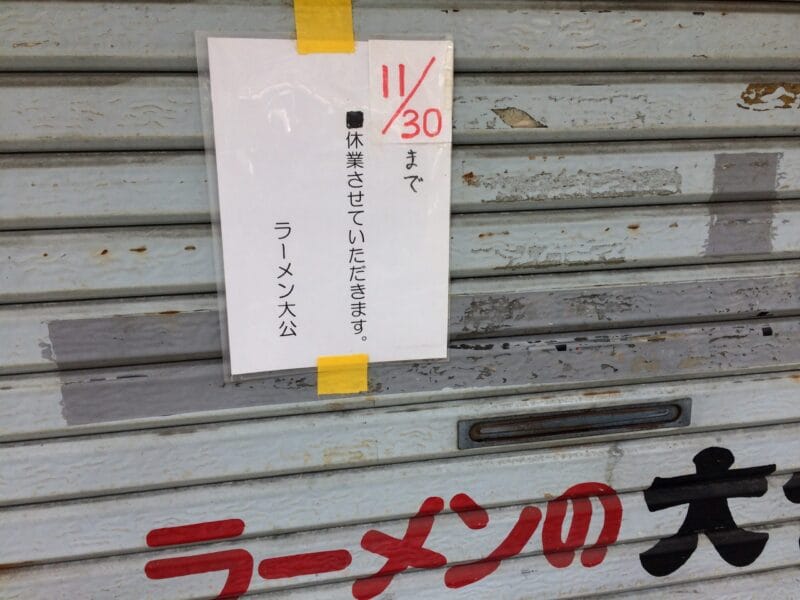 11/30
まで
■休業させていただきます。
ラーメン大公
ラーメンの大